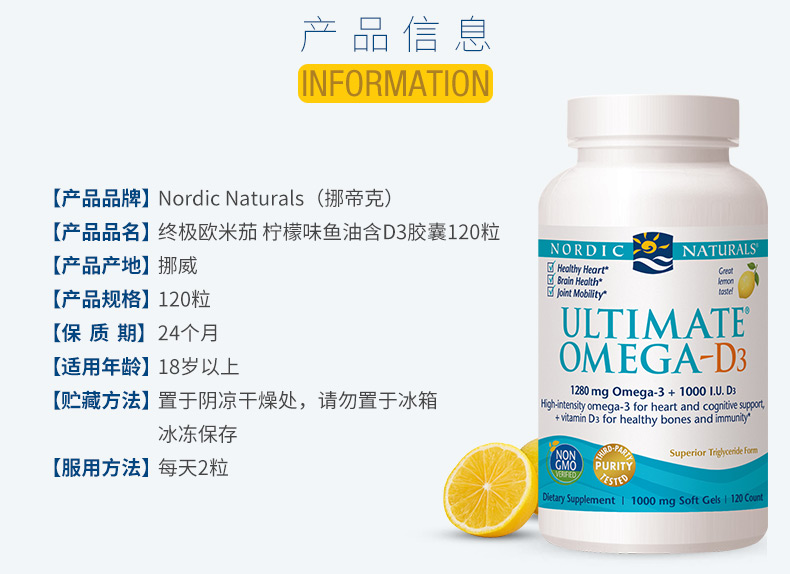 产品信息
INFORMATION
【产品品牌】Nordic Naturals（挪帝克）
【产品品名】终极欧米茄 柠檬味鱼油含D3胶囊120粒
【产品产地】挪威
【产品规格】120粒
【保 质 期】24个月
【适用年龄】18岁以上
【贮藏方法】置于阴凉干燥处，请勿置于冰箱
冰冻保存
【服用方法】每天2粒
NORDIC NATURALS®
Healthy Heart*
Brain Health*
Joint Mobility*
Great
lemon
taste!
ULTIMATE®
OMEGA-D3
1280 mg Omega-3 + 1000 I.U. D3
High-intensity omega-3 for heart and cognitive support,
+ vitamin D3 for healthy bones and immunity*
Superior Triglyceride Form
NON
GMO
VERIFIED
THIRD-PARTY
PURITY
TESTED
Dietary Supplement | 1000 mg Soft Gels | 120 Count